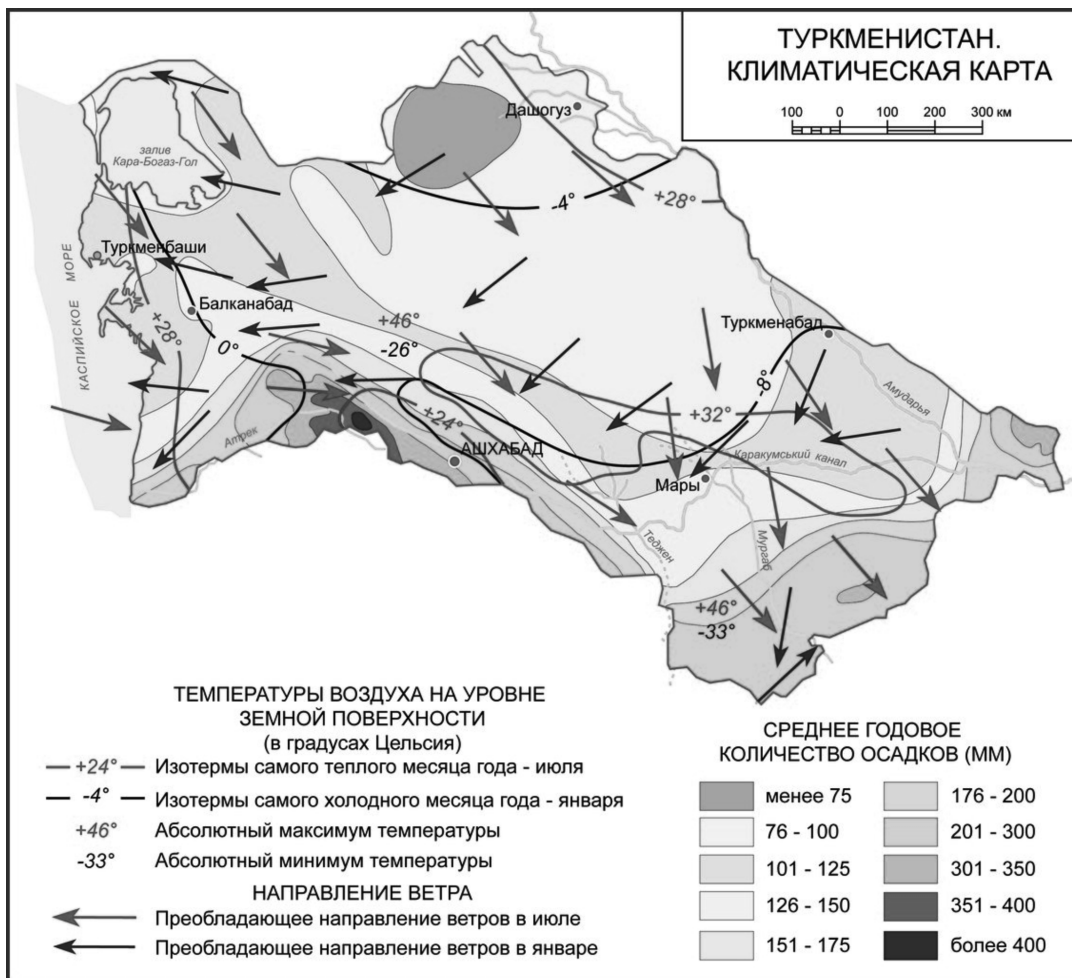 ТУРКМЕНИСТАН.
КЛИМАТИЧЕСКАЯ КАРТА
100 0 100 200 300 км
Дашогуз
залив
Кара-Богаз-Гол
-4°
+28°
Туркменбаши
КАСПИЙСКОЕ МОРЕ
Балканабад
+28°
0°
+46°
-26°
Туркменабад
-8°
+32°
Амударья
+24°
Атрек
АШХАБАД
Каракумський канал
Мары
Теджен
Мургаб
+46°
-33°
ТЕМПЕРАТУРЫ ВОЗДУХА НА УРОВНЕ
ЗЕМНОЙ ПОВЕРХНОСТИ
(в градусах Цельсия)
+24° Изотермы самого теплого месяца года - июля
-4° Изотермы самого холодного месяца года - января
+46° Абсолютный максимум температуры
-33° Абсолютный минимум температуры
НАПРАВЛЕНИЕ ВЕТРА
Преобладающее направление ветров в июле
Преобладающее направление ветров в январе
СРЕДНЕЕ ГОДОВОЕ
КОЛИЧЕСТВО ОСАДКОВ (ММ)
менее 75
76 - 100
101 - 125
126 - 150
151 - 175
176 - 200
201 - 300
301 - 350
351 - 400
более 400